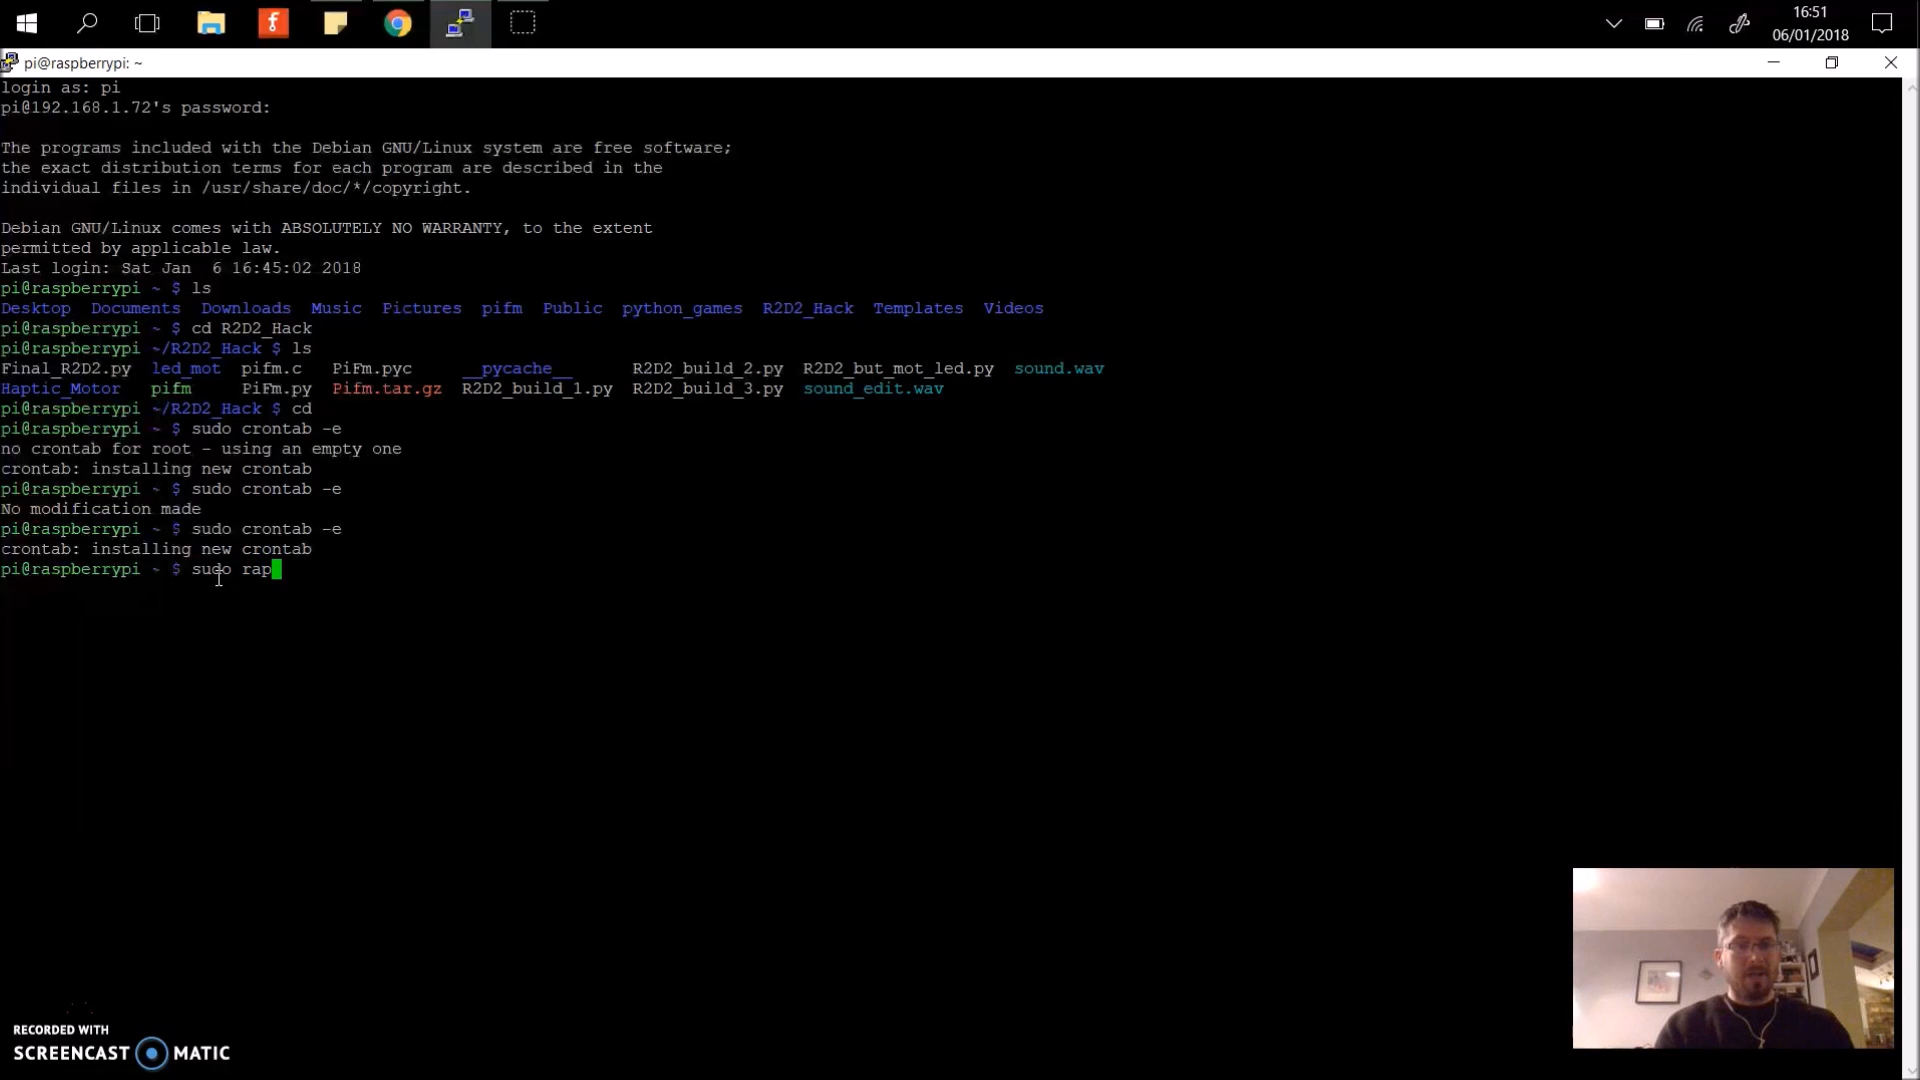 16:51
06/01/2018
pi@raspberrypi: ~
login as: pi
pi@192.168.1.72's password:
The programs included with the Debian GNU/Linux system are free software;
the exact distribution terms for each program are described in the
individual files in /usr/share/doc/*/copyright.
Debian GNU/Linux comes with ABSOLUTELY NO WARRANTY, to the extent
permitted by applicable law.
Last login: Sat Jan  6 16:45:02 2018
pi@raspberrypi ~ $ ls
Desktop  Documents  Downloads  Music  Pictures  pifm  Public  python_games  R2D2_Hack  Templates  Videos
pi@raspberrypi ~ $ cd R2D2_Hack
pi@raspberrypi ~/R2D2_Hack $ ls
Final_R2D2.py  led_mot  pifm.c  PiFm.pyc  __pycache__  R2D2_build_2.py  R2D2_but_mot_led.py  sound.wav
Haptic_Motor  pifm  PiFm.py  Pifm.tar.gz  R2D2_build_1.py  R2D2_build_3.py  sound_edit.wav
pi@raspberrypi ~/R2D2_Hack $ cd
pi@raspberrypi ~ $ sudo crontab -e
no crontab for root - using an empty one
crontab: installing new crontab
pi@raspberrypi ~ $ sudo crontab -e
No modification made
pi@raspberrypi ~ $ sudo crontab -e
crontab: installing new crontab
pi@raspberrypi ~ $ sudo rap
RECORDED WITH
SCREENCAST MATIC